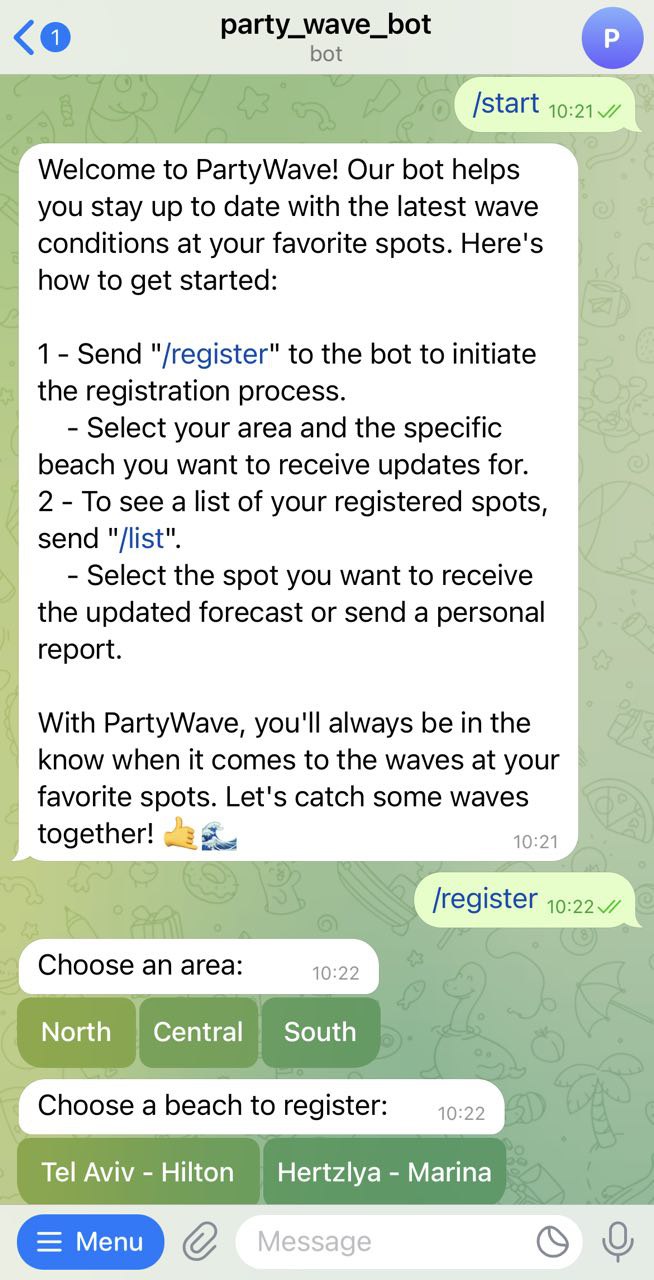 1
party_wave_bot
bot
P
/start 10:21
Welcome to PartyWave! Our bot helps
you stay up to date with the latest wave
conditions at your favorite spots. Here's
how to get started:
1 - Send "/register" to the bot to initiate
the registration process.
- Select your area and the specific
beach you want to receive updates for.
2 - To see a list of your registered spots,
send "/list".
- Select the spot you want to receive
the updated forecast or send a personal
report.
With PartyWave, you'll always be in the
know when it comes to the waves at your
favorite spots. Let's catch some waves
together! 🤙🌊 10:21
/register 10:22
Choose an area: 10:22
North Central South
Choose a beach to register: 10:22
Tel Aviv - Hilton Hertzlya - Marina
Menu Message